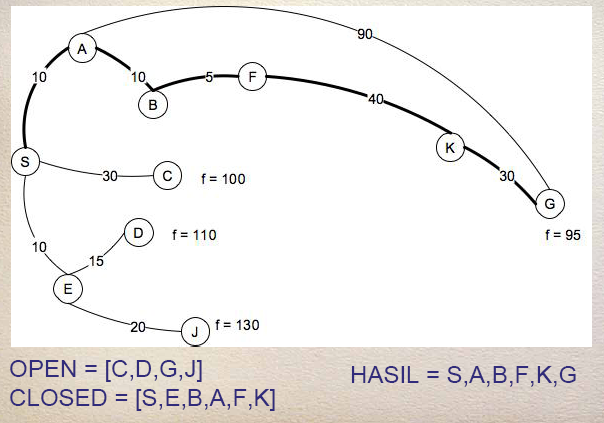 90
A
10
10
5
F
B
40
K
S
30
C
f = 100
30
G
D
f = 110
f = 95
10
15
E
20
J
f = 130
OPEN = [C,D,G,J]
HASIL = S,A,B,F,K,G
CLOSED = [S,E,B,A,F,K]